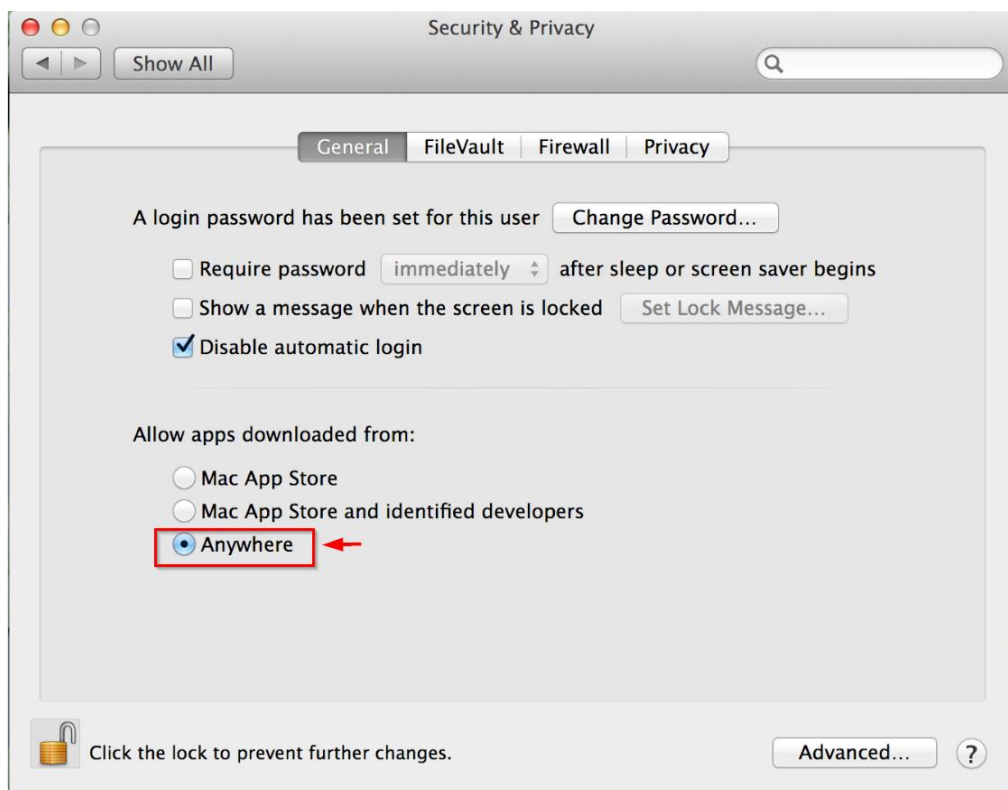 Security & Privacy
Show All
General FileVault Firewall Privacy
A login password has been set for this user Change Password...
Require password immediately after sleep or screen saver begins
Show a message when the screen is locked Set Lock Message...
Disable automatic login
Allow apps downloaded from:
Mac App Store
Mac App Store and identified developers
Anywhere
Click the lock to prevent further changes. Advanced... ?